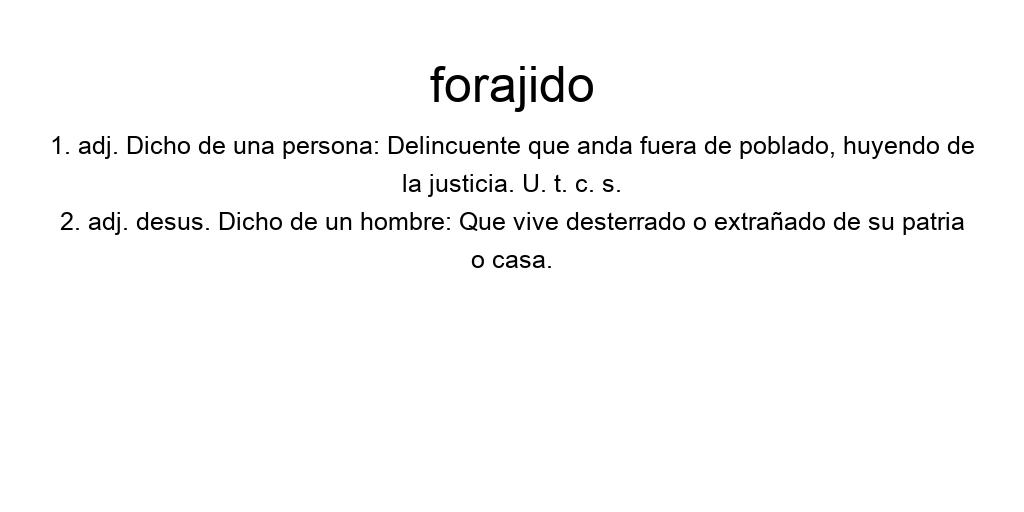 forajido
1. adj. Dicho de una persona: Delincuente que anda fuera de poblado, huyendo de
la justicia. U. t. c. s.
2. adj. desus. Dicho de un hombre: Que vive desterrado o extrañado de su patria
o casa.